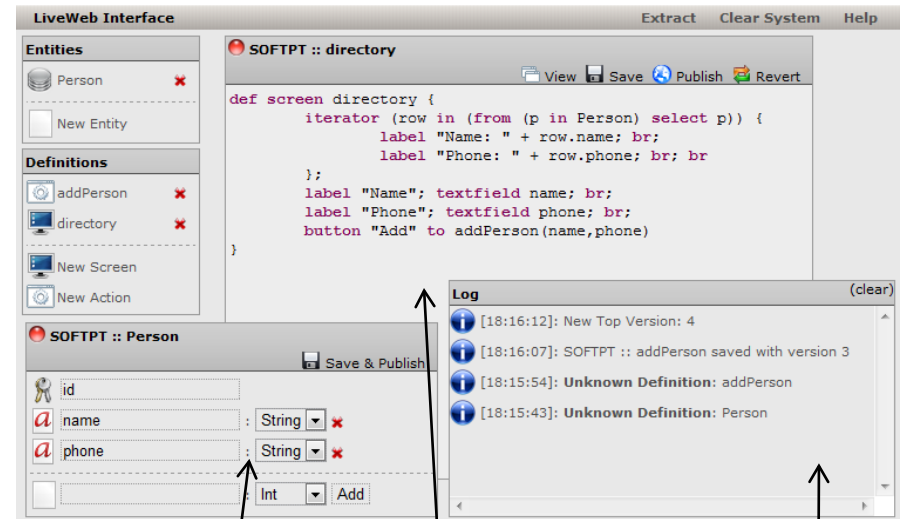 LiveWeb Interface Extract Clear System Help
Entities
Person
New Entity
Definitions
addPerson
directory
New Screen
New Action
SOFTPT :: directory
View Save Publish Revert
def screen directory {
iterator (row in (from (p in Person) select p)) {
label "Name: " + row.name; br;
label "Phone: " + row.phone; br; br
};
label "Name"; textfield name; br;
label "Phone"; textfield phone; br;
button "Add" to addPerson(name,phone)
}
SOFTPT :: Person
Save & Publish
id
name : String
phone : String
: Int Add
Log (clear)
[18:16:12]: New Top Version: 4
[18:16:07]: SOFTPT :: addPerson saved with version 3
[18:15:54]: Unknown Definition: addPerson
[18:15:43]: Unknown Definition: Person